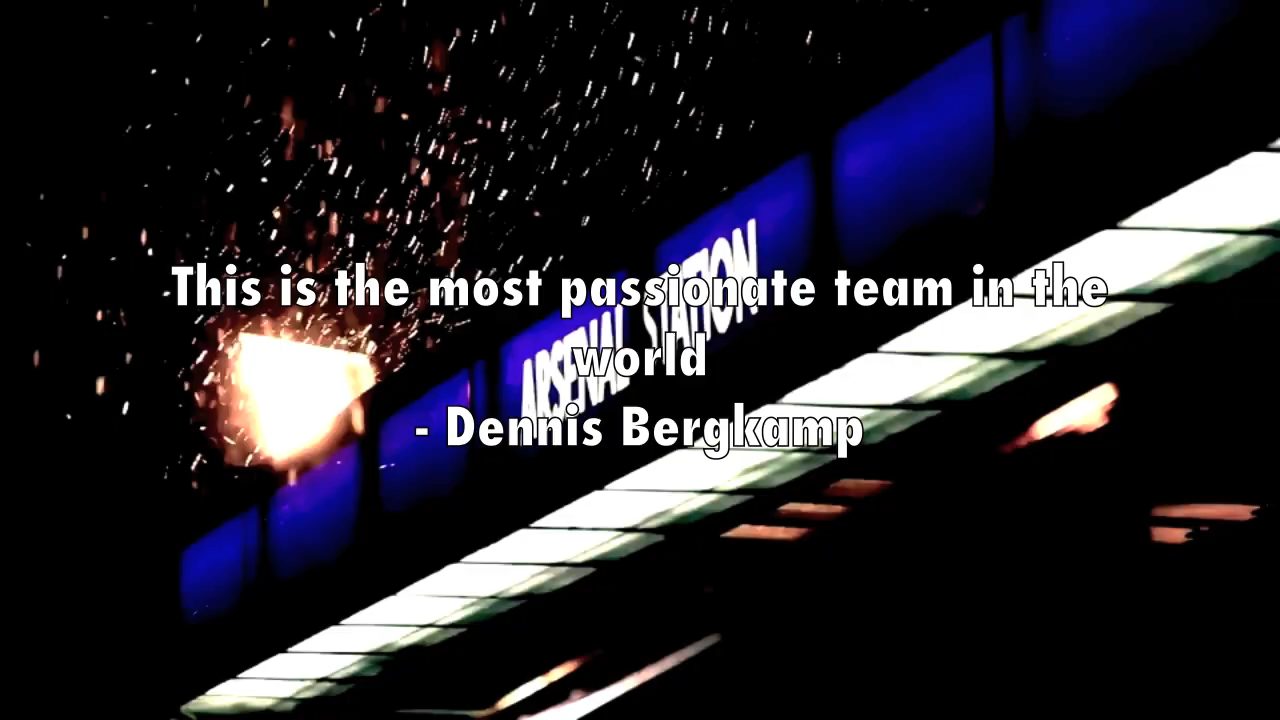 This is the most passionate team in the
world
- Dennis Bergkamp
ARSENAL STATION